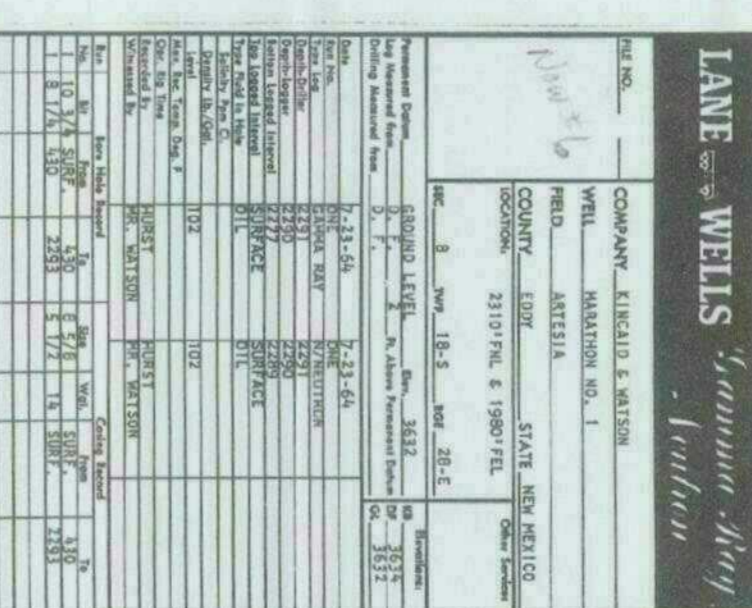 LANE WELLS Gamma Ray
- Neutron
FILE NO.
Now #6
COMPANY KINCAID & WATSON
WELL MARATHON NO. 1
FIELD ARTESIA
COUNTY EDDY STATE NEW MEXICO
LOCATION: 2310'FNL & 1980'FEL
Other Services
SEC. 8 TWP 18-S RGE 28-E
Permanent Datum GROUND LEVEL Elev. 3632
Log Measured from D. F. 2 Ft. Above Permanent Datum
Drilling Measured from D. F.
Elevations:
KB
DF 3634
GL 3632
Date 7-23-64 7-23-64
Run No. ONE ONE
Type Log GAMMA RAY N/NEUTRON
Depth-Driller 2291 2291
Depth-Logger 2290 2290
Bottom Logged Interval 2277 2289
Top Logged Interval SURFACE SURFACE
Type Fluid in Hole OIL OIL
Salinity Ppm Cl.
Density Lb./Gal.
Level 102 102
Max. Rec. Temp. Deg. F
Opr. Rig Time
Recorded By HURST HURST
Witnessed By MR. WATSON MR. WATSON
Run Bore Hole Record Casing Record
No. Bit From To Size Wgt. From To
1 10 3/4 SURF. 430 8 5/8 SURF. 430
1 8 1/4 430 2293 5 1/2 14 SURF. 2293